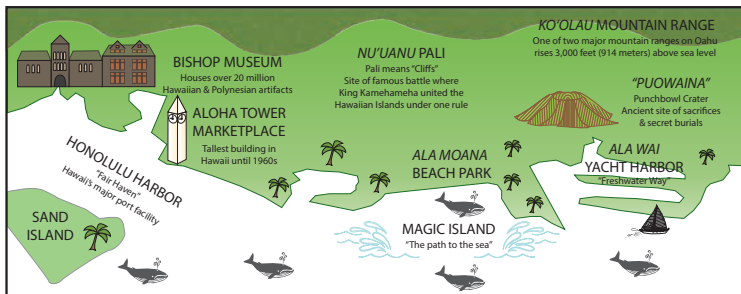 BISHOP MUSEUM
Houses over 20 million
Hawaiian & Polynesian artifacts
NU'UANU PALI
Pali means "Cliffs"
Site of famous battle where
King Kamehameha united the
Hawaiian Islands under one rule
KO'OLAU MOUNTAIN RANGE
One of two major mountain ranges on Oahu
rises 3,000 feet (914 meters) above sea level
"PUOWAINA"
Punchbowl Crater
Ancient site of sacrifices
& secret burials
ALOHA TOWER
MARKETPLACE
Tallest building in
Hawaii until 1960s
HONOLULU HARBOR
"Fair Haven"
Hawaii's major port facility
ALA MOANA
BEACH PARK
ALA WAI
YACHT HARBOR
"Freshwater Way"
SAND
ISLAND
MAGIC ISLAND
"The path to the sea"